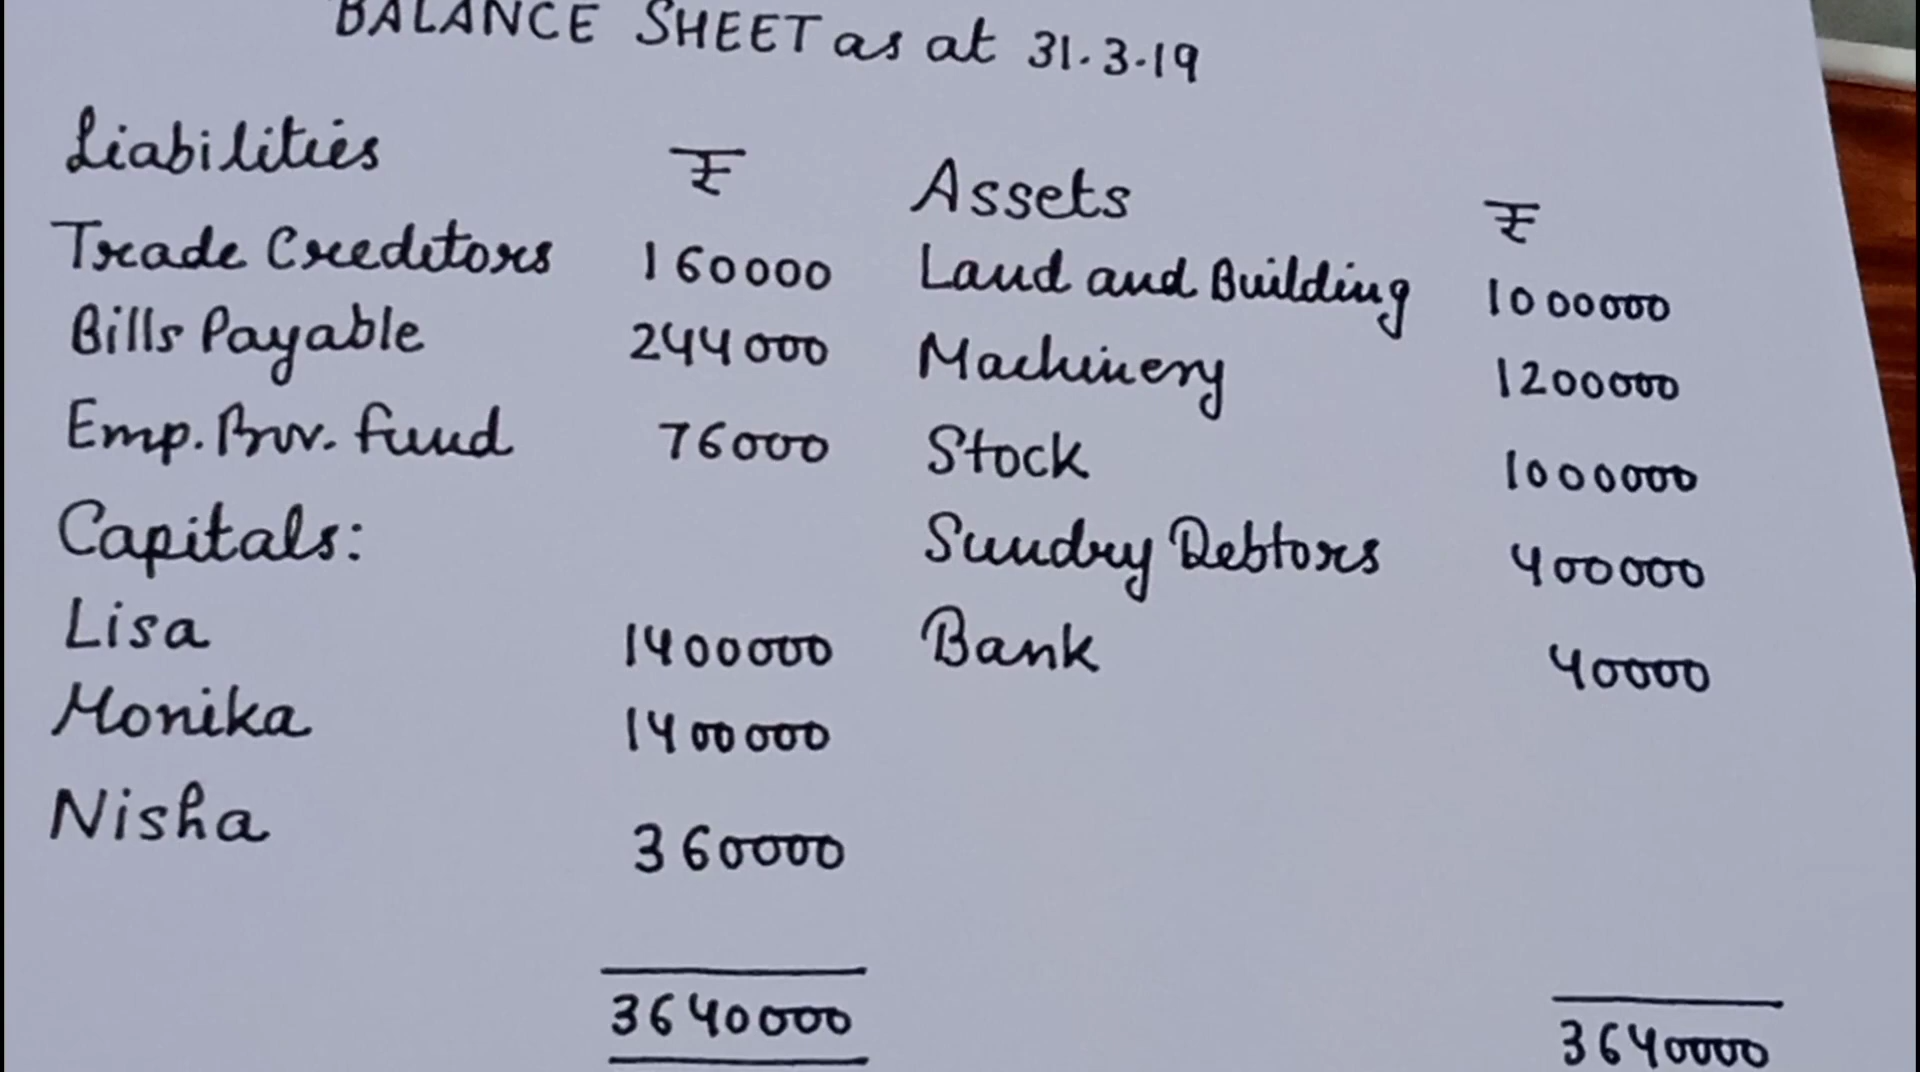 BALANCE SHEET as at 31.3.19
Liabilities ₹ Assets ₹
Trade Creditors 160000 Land and Building 1000000
Bills Payable 244000 Machinery 1200000
Emp. Prov. fund 76000 Stock 1000000
Capitals: Sundry Debtors 400000
Lisa 1400000 Bank 40000
Monika 1400000
Nisha 360000
3640000 3640000